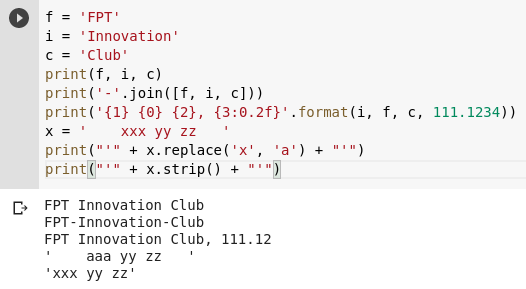 f = 'FPT'
i = 'Innovation'
c = 'Club'
print(f, i, c)
print('-'.join([f, i, c]))
print('{1} {0} {2}, {3:0.2f}'.format(i, f, c, 111.1234))
x = '    xxx yy zz   '
print("'" + x.replace('x', 'a') + "'")
print("'" + x.strip() + "'")
FPT Innovation Club
FPT-Innovation-Club
FPT Innovation Club, 111.12
'    aaa yy zz   '
'xxx yy zz'